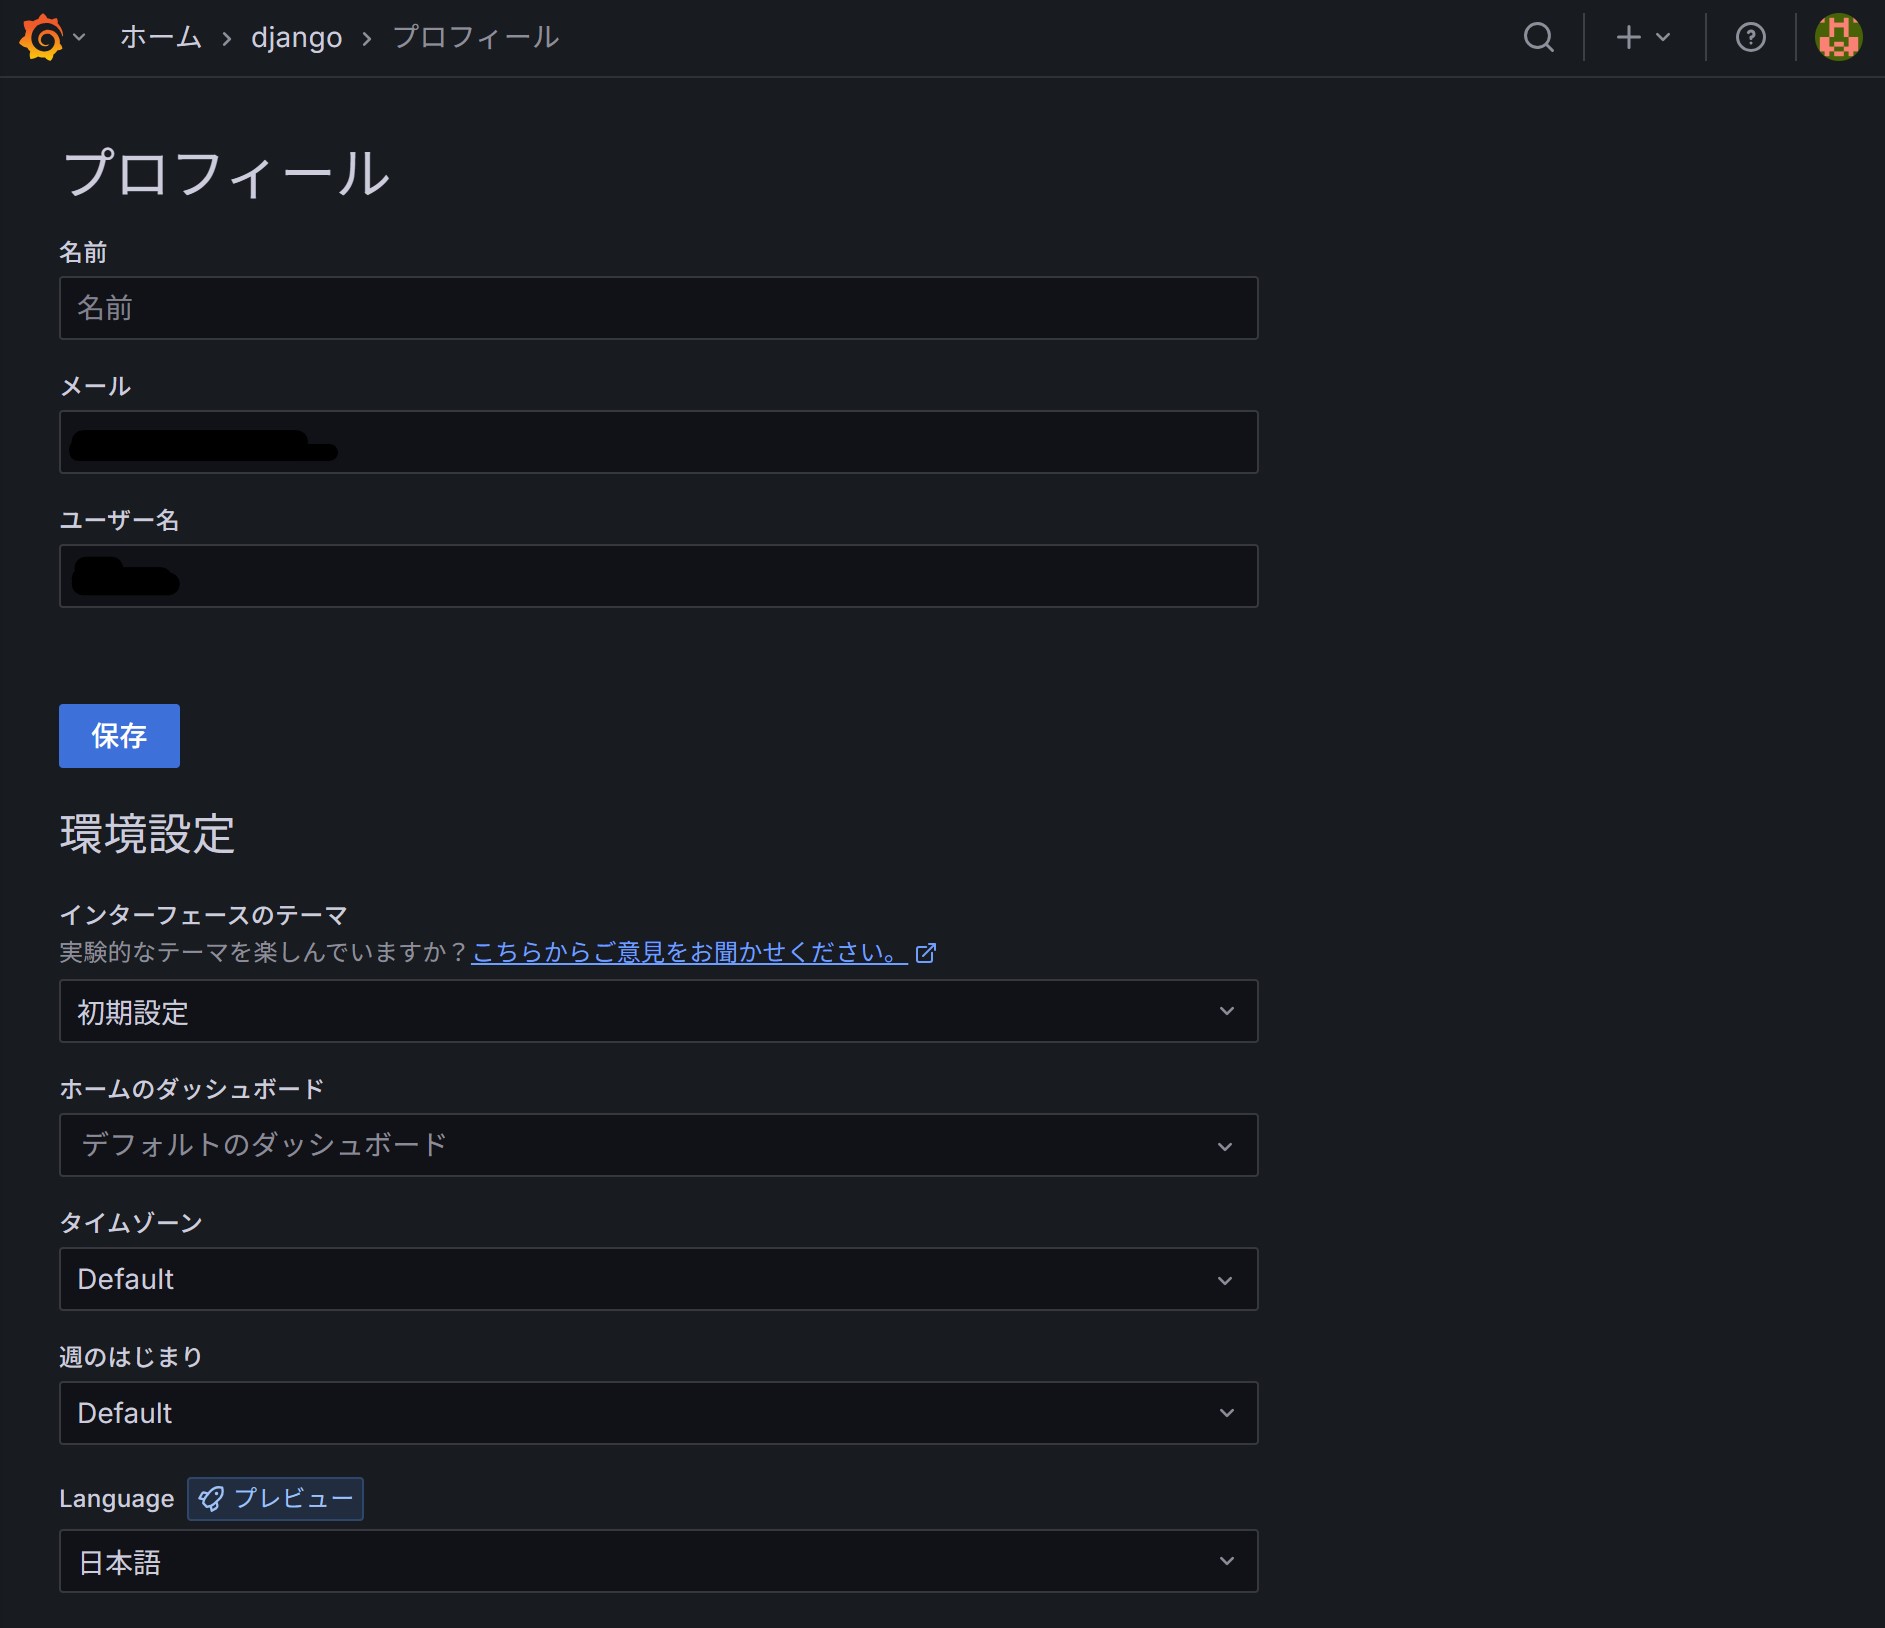 ホーム › django › プロフィール
プロフィール
名前
名前
メール
ユーザー名
保存
環境設定
インターフェースのテーマ
実験的なテーマを楽しんでいますか？こちらからご意見をお聞かせください。
初期設定
ホームのダッシュボード
デフォルトのダッシュボード
タイムゾーン
Default
週のはじまり
Default
Language プレビュー
日本語